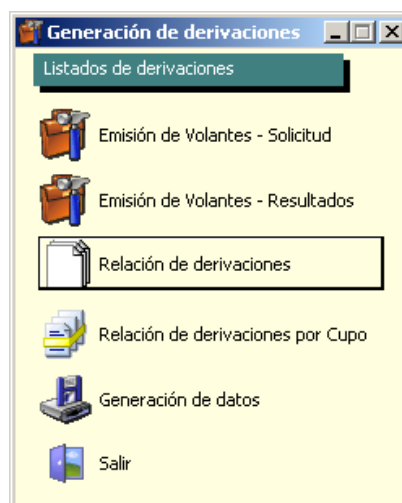 Generación de derivaciones
Listados de derivaciones
Emisión de Volantes - Solicitud
Emisión de Volantes - Resultados
Relación de derivaciones
Relación de derivaciones por Cupo
Generación de datos
Salir